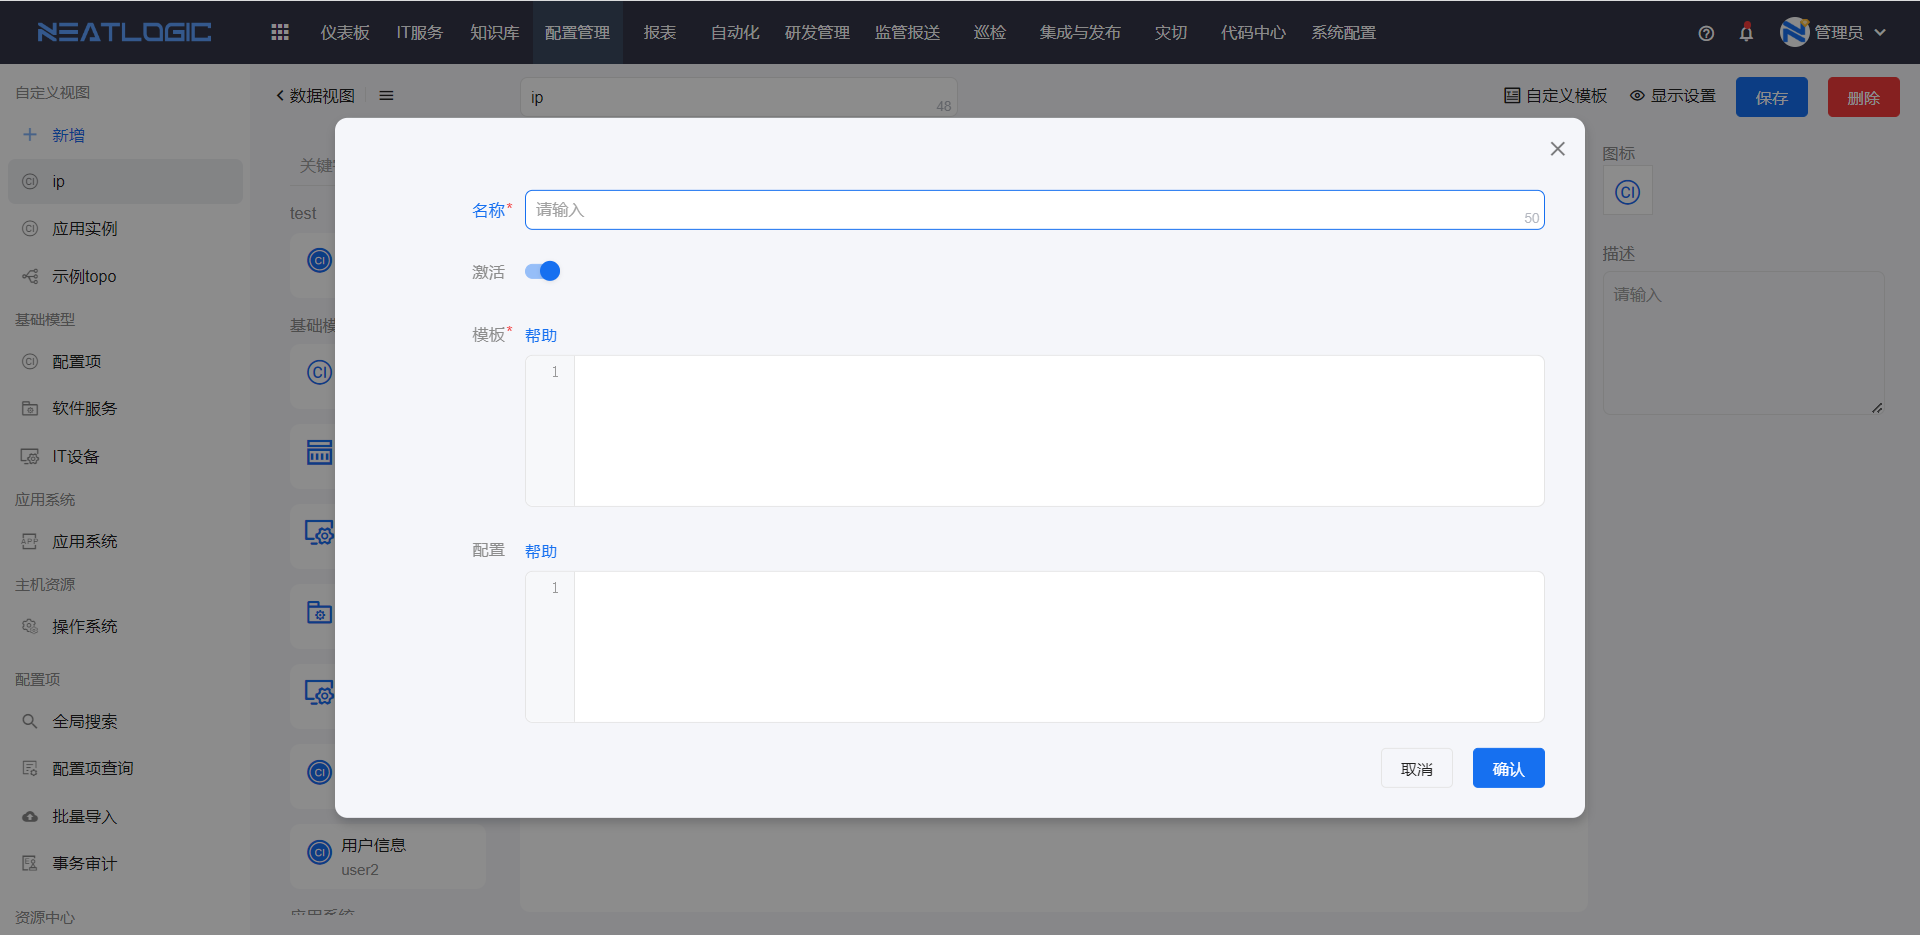 NEATLOGIC
仪表板
IT服务
知识库
配置管理
报表
自动化
研发管理
监管报送
巡检
集成与发布
灾切
代码中心
系统配置
管理员
自定义视图
新增
ip
应用实例
示例topo
基础模型
配置项
软件服务
IT设备
应用系统
应用系统
主机资源
操作系统
配置项
全局搜索
配置项查询
批量导入
事务审计
资源中心
数据视图
ip
48
自定义模板
显示设置
保存
删除
关键
test
CI
基础模
CI
CI
CI
用户信息
user2
应用系统
名称*
请输入
50
激活
模板*
帮助
1
配置
帮助
1
取消
确认
图标
CI
描述
请输入